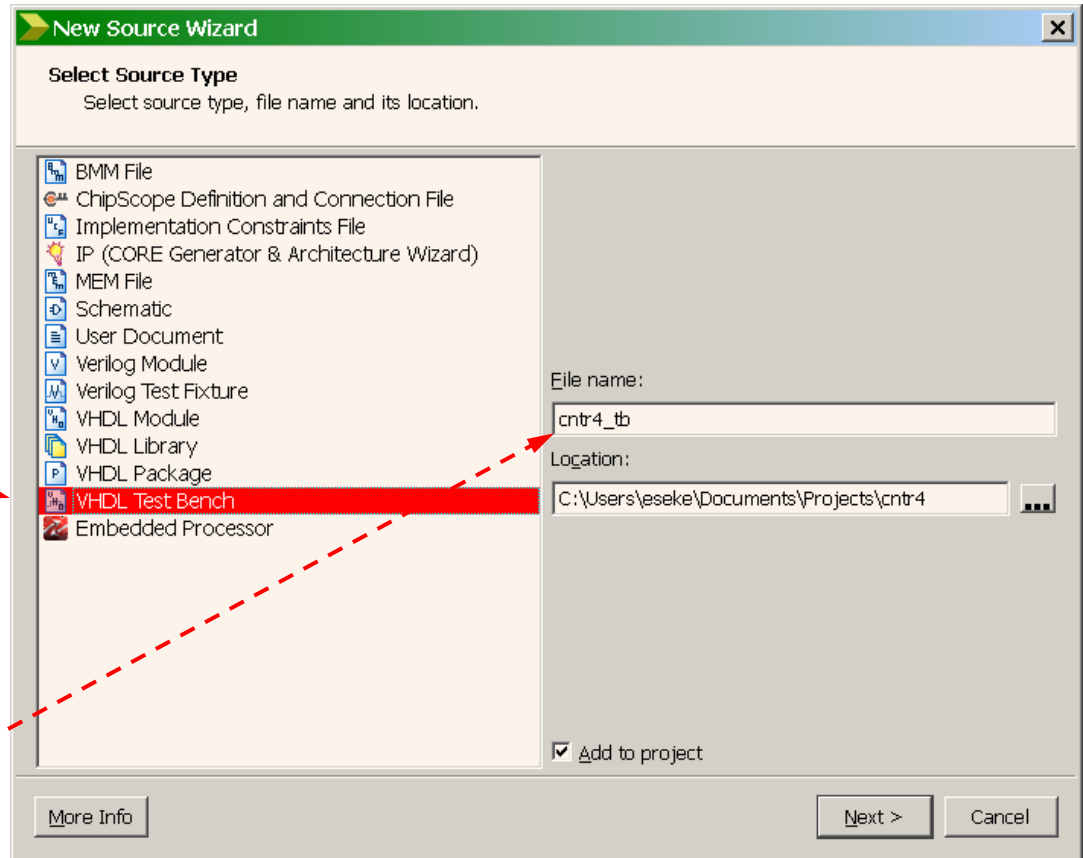 New Source Wizard
Select Source Type
Select source type, file name and its location.
BMM File
ChipScope Definition and Connection File
Implementation Constraints File
IP (CORE Generator & Architecture Wizard)
MEM File
Schematic
User Document
Verilog Module
Verilog Test Fixture
VHDL Module
VHDL Library
VHDL Package
VHDL Test Bench
Embedded Processor
File name:
cntr4_tb
Location:
C:\Users\eseke\Documents\Projects\cntr4
...
Add to project
More Info
Next >
Cancel